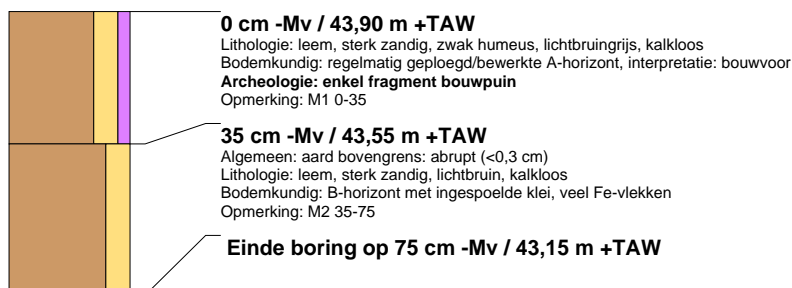 0 cm -Mv / 43,90 m +TAW
Lithologie: leem, sterk zandig, zwak humeus, lichtbruingrijs, kalkloos
Bodemkundig: regelmatig geploegd/bewerkte A-horizont, interpretatie: bouwvoor
Archeologie: enkel fragment bouwpuin
Opmerking: M1 0-35
35 cm -Mv / 43,55 m +TAW
Algemeen: aard bovengrens: abrupt (<0,3 cm)
Lithologie: leem, sterk zandig, lichtbruin, kalkloos
Bodemkundig: B-horizont met ingespoelde klei, veel Fe-vlekken
Opmerking: M2 35-75
Einde boring op 75 cm -Mv / 43,15 m +TAW